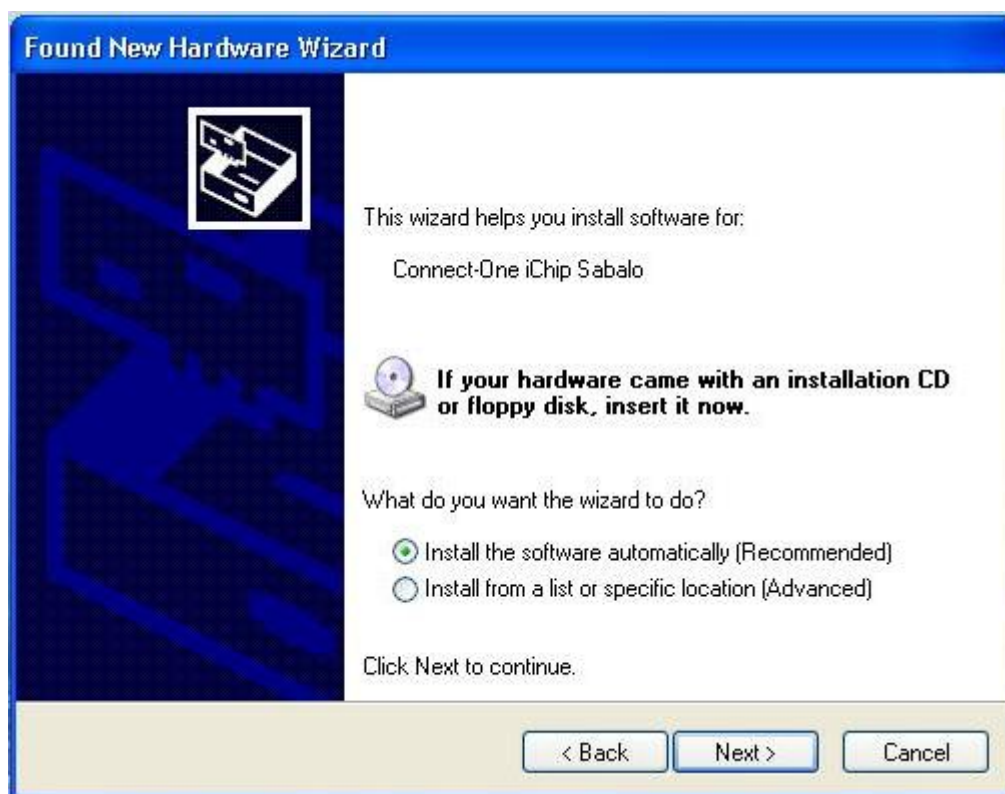 Found New Hardware Wizard
This wizard helps you install software for:
Connect-One iChip Sabalo
If your hardware came with an installation CD
or floppy disk, insert it now.
What do you want the wizard to do?
Install the software automatically (Recommended)
Install from a list or specific location (Advanced)
Click Next to continue.
< Back Next > Cancel